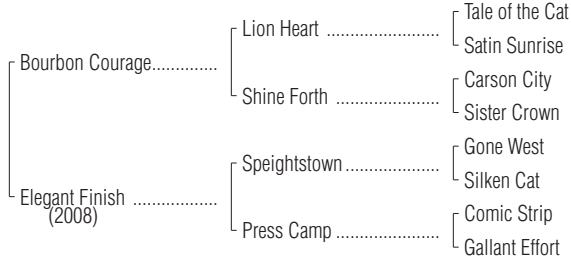 Tale of the Cat
Lion Heart ....................
Satin Sunrise
Bourbon Courage..............
Carson City
Shine Forth ....................
Sister Crown
Gone West
Speightstown....................
Silken Cat
Elegant Finish ..................
(2008)
Comic Strip
Press Camp ....................
Gallant Effort